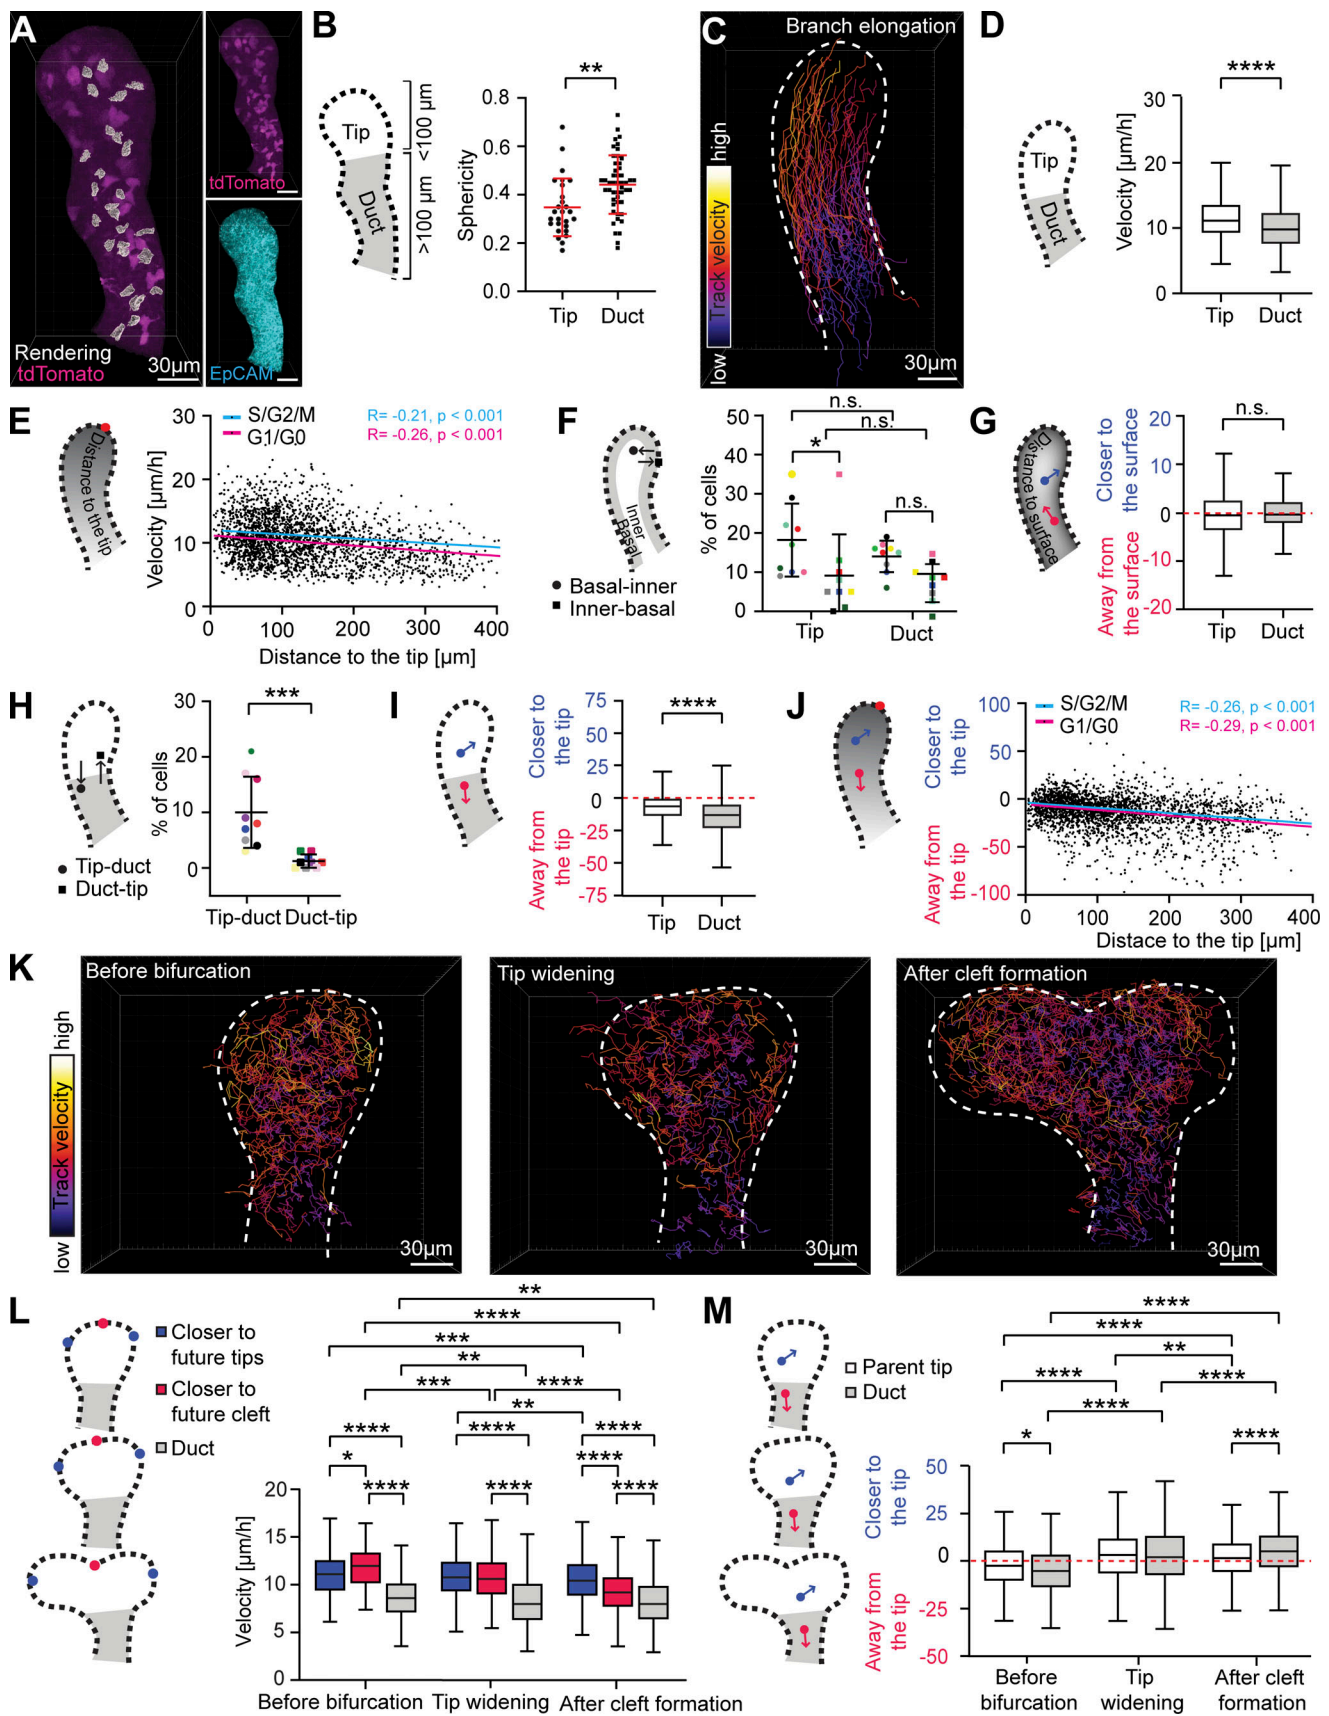 A
Rendering
tdTomato
30µm
tdTomato
EpCAM
B
Tip
Duct
<100 µm
>100 µm
**
Sphericity
0.8
0.6
0.4
0.2
0.0
Tip
Duct
C
Branch elongation
high
Track velocity
low
30µm
D
Tip
Duct
****
Velocity [µm/h]
30
20
10
0
Tip
Duct
E
Distance to the tip
Velocity [µm/h]
30
20
10
0
S/G2/M
G1/G0
R= -0.21, p < 0.001
R= -0.26, p < 0.001
0
100
200
300
400
Distance to the tip [µm]
F
Inner
Basal
Basal-inner
Inner-basal
% of cells
50
40
30
20
10
0
n.s.
n.s.
*
n.s.
Tip
Duct
G
Distance to surface
Closer to
the surface
Away from
the surface
20
10
0
-10
-20
n.s.
Tip
Duct
H
Tip-duct
Duct-tip
% of cells
30
20
10
0
***
Tip-duct
Duct-tip
I
Closer to
the tip
Away from
the tip
75
50
25
0
-25
-50
-75
****
Tip
Duct
J
Closer to
the tip
Away from
the tip
100
50
0
-50
-100
S/G2/M
G1/G0
R= -0.26, p < 0.001
R= -0.29, p < 0.001
0
100
200
300
400
Distace to the tip [µm]
K
high
Track velocity
low
Before bifurcation
30µm
Tip widening
30µm
After cleft formation
30µm
L
Closer to
future tips
Closer to
future cleft
Duct
**
****
***
**
***
****
**
****
****
****
*
****
****
****
****
Velocity [µm/h]
20
15
10
5
0
Before bifurcation
Tip widening
After cleft formation
M
Parent tip
Duct
****
****
**
****
****
****
*
****
Closer to
the tip
Away from
the tip
50
25
0
-25
-50
Before
bifurcation
Tip
widening
After cleft
formation